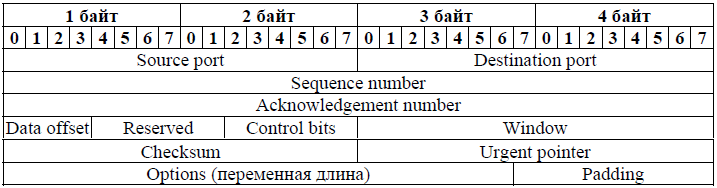 1 байт 2 байт 3 байт 4 байт
0 1 2 3 4 5 6 7 0 1 2 3 4 5 6 7 0 1 2 3 4 5 6 7 0 1 2 3 4 5 6 7
Source port Destination port
Sequence number
Acknowledgement number
Data offset Reserved Control bits Window
Checksum Urgent pointer
Options (переменная длина) Padding